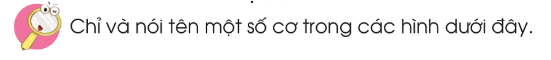 Chỉ và nói tên một số cơ trong các hình dưới đây.